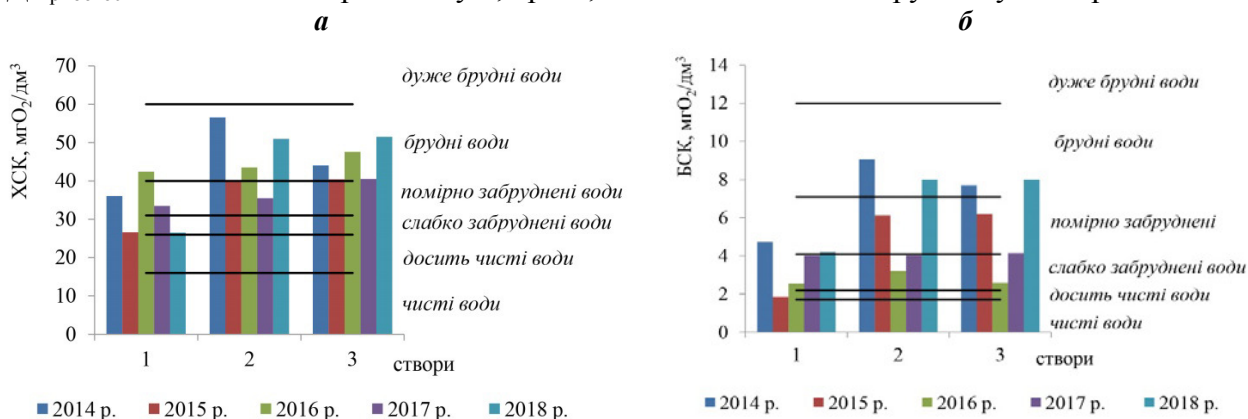 а
б
ХСК, мгО₂/дм³
70
60
50
40
30
20
10
0
дуже брудні води
брудні води
помірно забруднені води
слабко забруднені води
досить чисті води
чисті води
1 2 3 створи
2014 р. 2015 р. 2016 р. 2017 р. 2018 р.
БСК, мгО₂/дм³
14
12
10
8
6
4
2
0
дуже брудні води
брудні води
помірно забруднені
слабко забруднені води
досить чисті води
чисті води
1 2 3 створи
2014 р. 2015 р. 2016 р. 2017 р. 2018 р.